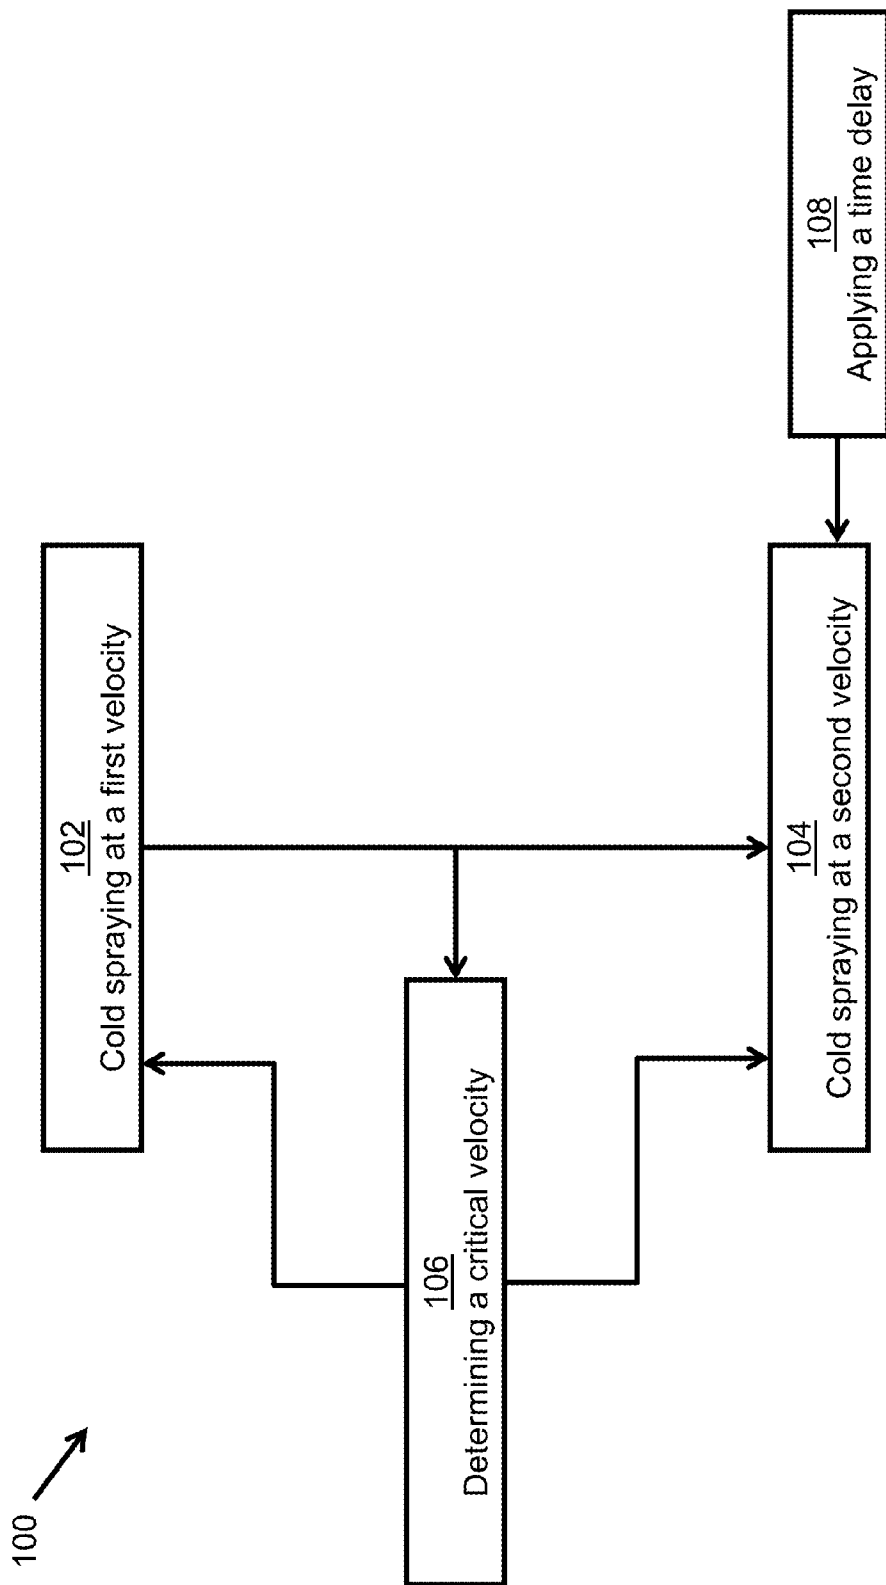 100
102
Cold spraying at a first velocity
106
Determining a critical velocity
104
Cold spraying at a second velocity
108
Applying a time delay